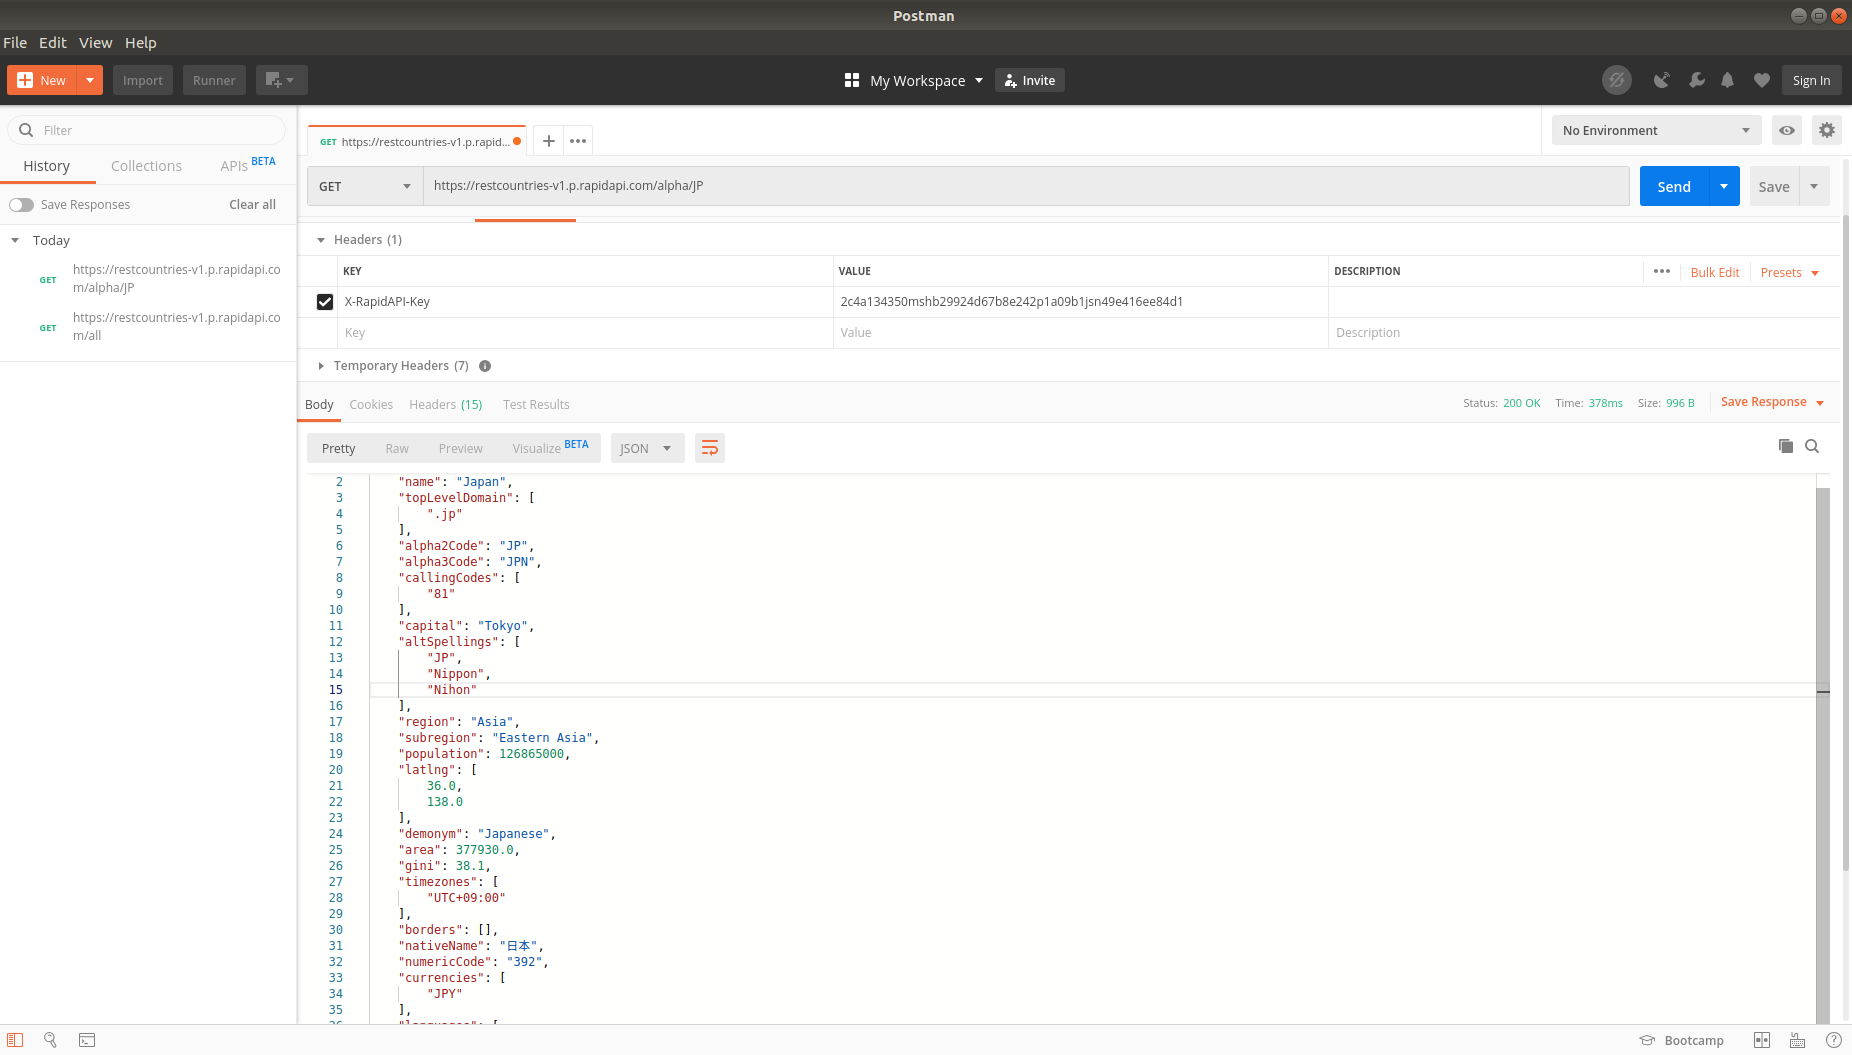 Postman
File Edit View Help
New Import Runner My Workspace Invite Sign In
Filter
History Collections APIs BETA
Save Responses Clear all
Today
GET https://restcountries-v1.p.rapidapi.co
m/alpha/JP
GET https://restcountries-v1.p.rapidapi.co
m/all
GET https://restcountries-v1.p.rapid... + ••• No Environment
GET https://restcountries-v1.p.rapidapi.com/alpha/JP Send Save
Headers (1)
KEY VALUE DESCRIPTION ••• Bulk Edit Presets
X-RapidAPI-Key 2c4a134350mshb29924d67b8e242p1a09b1jsn49e416ee84d1
Key Value Description
Temporary Headers (7)
Body Cookies Headers (15) Test Results Status: 200 OK Time: 378ms Size: 996 B Save Response
Pretty Raw Preview Visualize BETA JSON
2 "name": "Japan",
3 "topLevelDomain": [
4 ".jp"
5 ],
6 "alpha2Code": "JP",
7 "alpha3Code": "JPN",
8 "callingCodes": [
9 "81"
10 ],
11 "capital": "Tokyo",
12 "altSpellings": [
13 "JP",
14 "Nippon",
15 "Nihon"
16 ],
17 "region": "Asia",
18 "subregion": "Eastern Asia",
19 "population": 126865000,
20 "latlng": [
21 36.0,
22 138.0
23 ],
24 "demonym": "Japanese",
25 "area": 377930.0,
26 "gini": 38.1,
27 "timezones": [
28 "UTC+09:00"
29 ],
30 "borders": [],
31 "nativeName": "日本",
32 "numericCode": "392",
33 "currencies": [
34 "JPY"
35 ],
Bootcamp